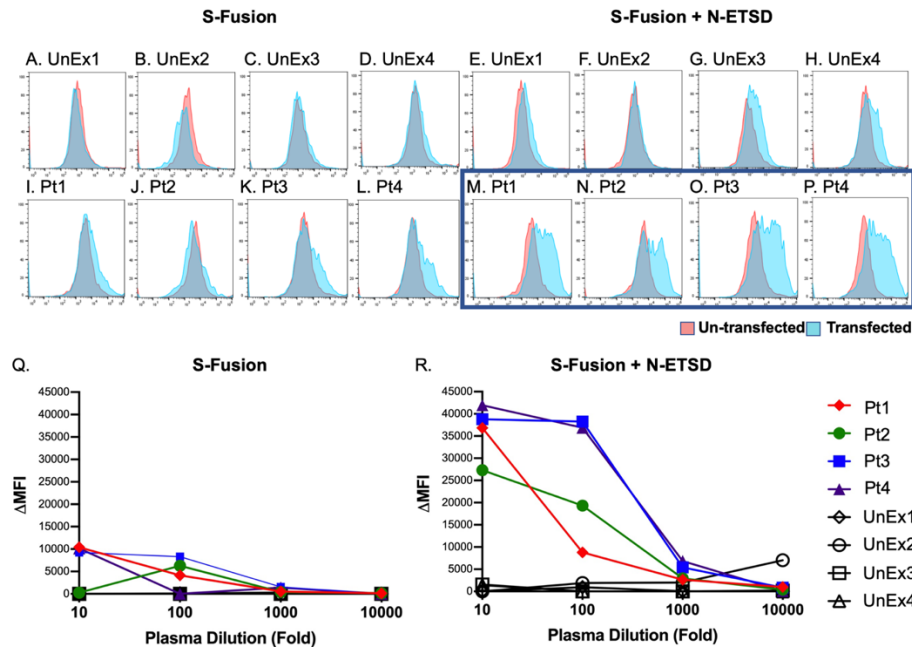 S-Fusion
S-Fusion + N-ETSD
A. UnEx1
B. UnEx2
C. UnEx3
D. UnEx4
E. UnEx1
F. UnEx2
G. UnEx3
H. UnEx4
I. Pt1
J. Pt2
K. Pt3
L. Pt4
M. Pt1
N. Pt2
O. Pt3
P. Pt4
Un-transfected
Transfected
Q.
S-Fusion
ΔMFI
45000
40000
35000
30000
25000
20000
15000
10000
5000
0
10
100
1000
10000
Plasma Dilution (Fold)
R.
S-Fusion + N-ETSD
ΔMFI
45000
40000
35000
30000
25000
20000
15000
10000
5000
0
10
100
1000
10000
Plasma Dilution (Fold)
Pt1
Pt2
Pt3
Pt4
UnEx1
UnEx2
UnEx3
UnEx4